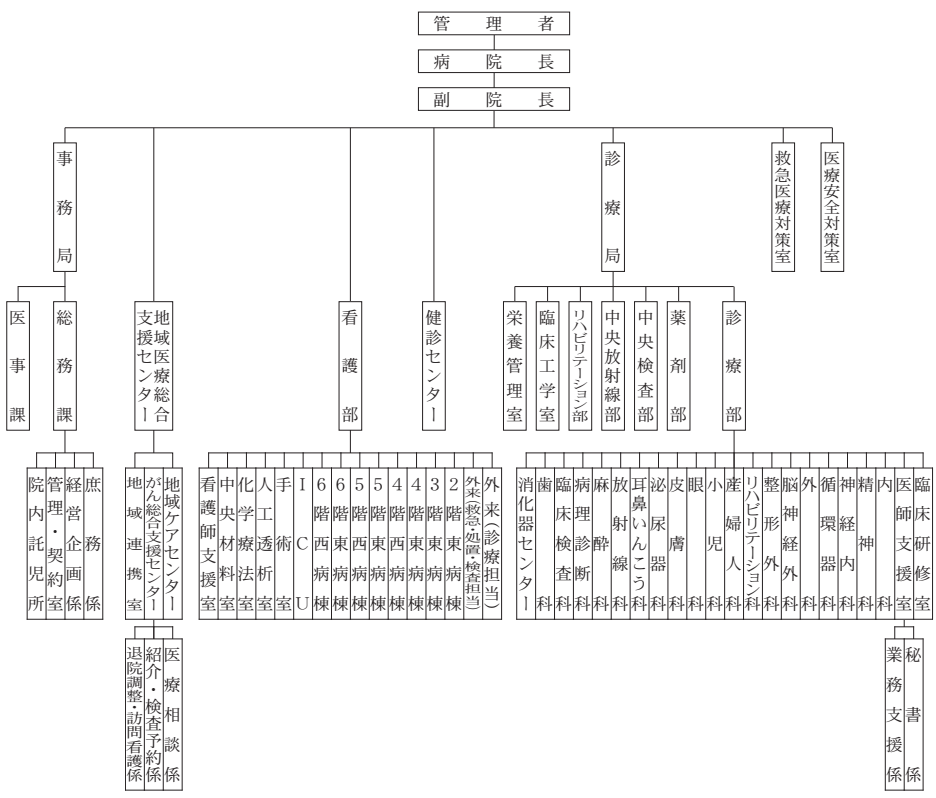 管理者
病院長
副院長
医療安全対策室
救急医療対策室
診療局
事務局
診療部
薬剤部
中央検査部
中央放射線部
リハビリテーション部
臨床工学室
栄養管理室
健診センター
看護部
地域医療総合
支援センター
総務課
医事課
臨床研修室
医師支援室
内科
精神科
神経内科
循環器科
外科
脳神経外科
整形外科
リハビリテーション科
産婦人科
小児科
眼科
皮膚科
泌尿器科
耳鼻いんこう科
放射線科
麻酔科
病理診断科
臨床検査科
歯科
消化器センター
外来(診療担当)
外来(救急・処置・検査担当)
2階東病棟
3階東病棟
4階東病棟
4階西病棟
5階東病棟
5階西病棟
6階東病棟
6階西病棟
ICU
手術室
人工透析室
化学療法室
中央材料室
看護師支援室
地域ケアセンター
がん総合支援センター
地域連携室
庶務係
経営企画係
管理・契約室
院内託児所
秘書係
業務支援係
医療相談係
紹介・検査予約係
退院調整・訪問看護係